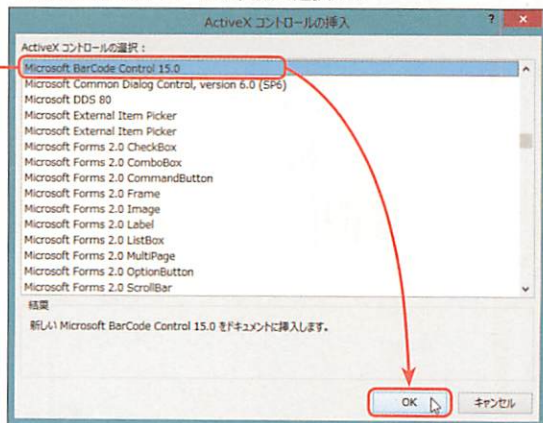 ActiveX コントロールの挿入
ActiveX コントロールの選択：
Microsoft BarCode Control 15.0
Microsoft Common Dialog Control, version 6.0 (SP6)
Microsoft DDS 80
Microsoft External Item Picker
Microsoft External Item Picker
Microsoft Forms 2.0 CheckBox
Microsoft Forms 2.0 ComboBox
Microsoft Forms 2.0 CommandButton
Microsoft Forms 2.0 Frame
Microsoft Forms 2.0 Image
Microsoft Forms 2.0 Label
Microsoft Forms 2.0 ListBox
Microsoft Forms 2.0 MultiPage
Microsoft Forms 2.0 OptionButton
Microsoft Forms 2.0 ScrollBar
結果
新しい Microsoft BarCode Control 15.0 をドキュメントに挿入します。
OK キャンセル